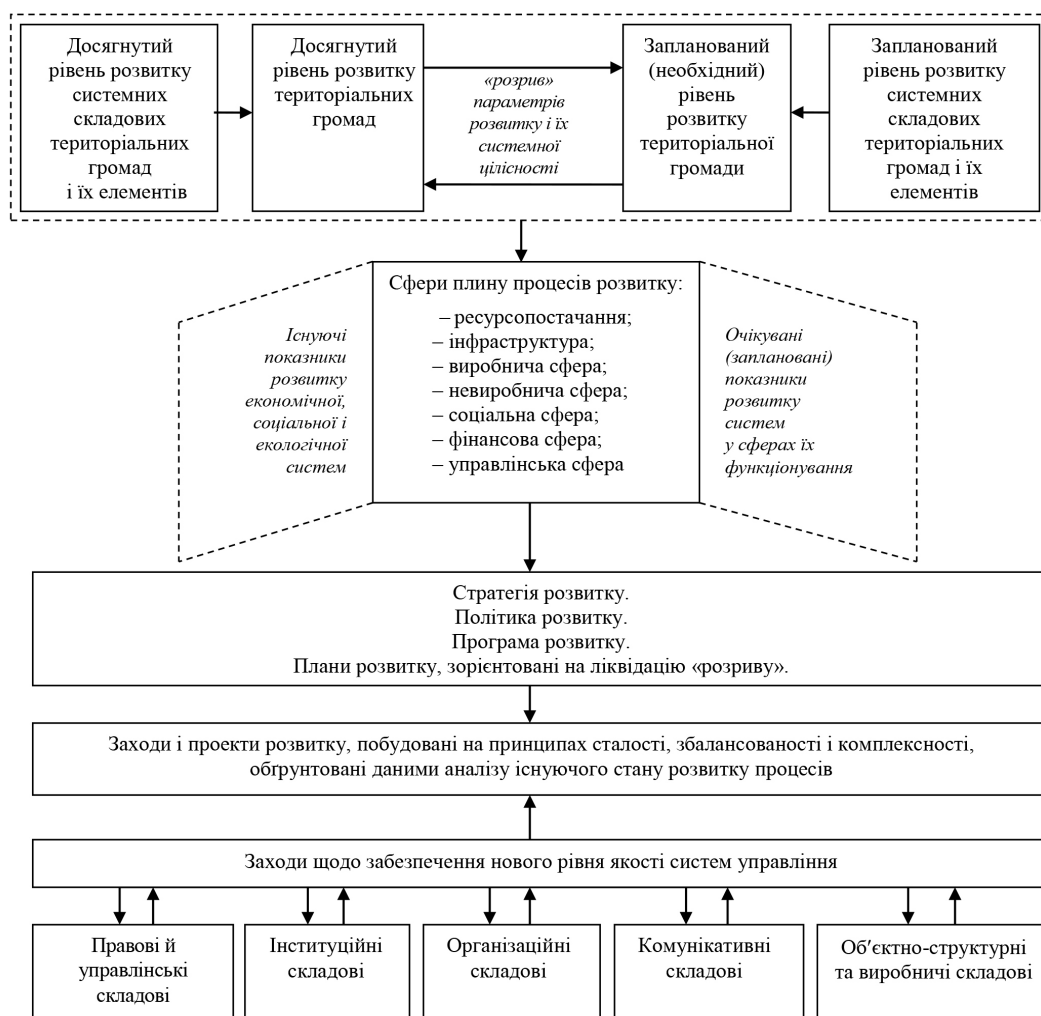 Досягнутий
рівень розвитку
системних
складових
територіальних
громад
і їх елементів
Досягнутий
рівень розвитку
територіальних
громад
«розрив»
параметрів
розвитку і їх
системної
цілісності
Запланований
(необхідний)
рівень
розвитку
територіальної
громади
Запланований
рівень розвитку
системних
складових
територіальних
громад і їх
елементів
Існуючі
показники
розвитку
економічної,
соціальної і
екологічної
систем
Сфери плину процесів розвитку:
– ресурсопостачання;
– інфраструктура;
– виробнича сфера;
– невиробнича сфера;
– соціальна сфера;
– фінансова сфера;
– управлінська сфера
Очікувані
(заплановані)
показники
розвитку
систем
у сферах їх
функціонування
Стратегія розвитку.
Політика розвитку.
Програма розвитку.
Плани розвитку, зорієнтовані на ліквідацію «розриву».
Заходи і проекти розвитку, побудовані на принципах сталості, збалансованості і комплексності,
обґрунтовані даними аналізу існуючого стану розвитку процесів
Заходи щодо забезпечення нового рівня якості систем управління
Правові й
управлінські
складові
Інституційні
складові
Організаційні
складові
Комунікативні
складові
Об′єктно-структурні
та виробничі складові